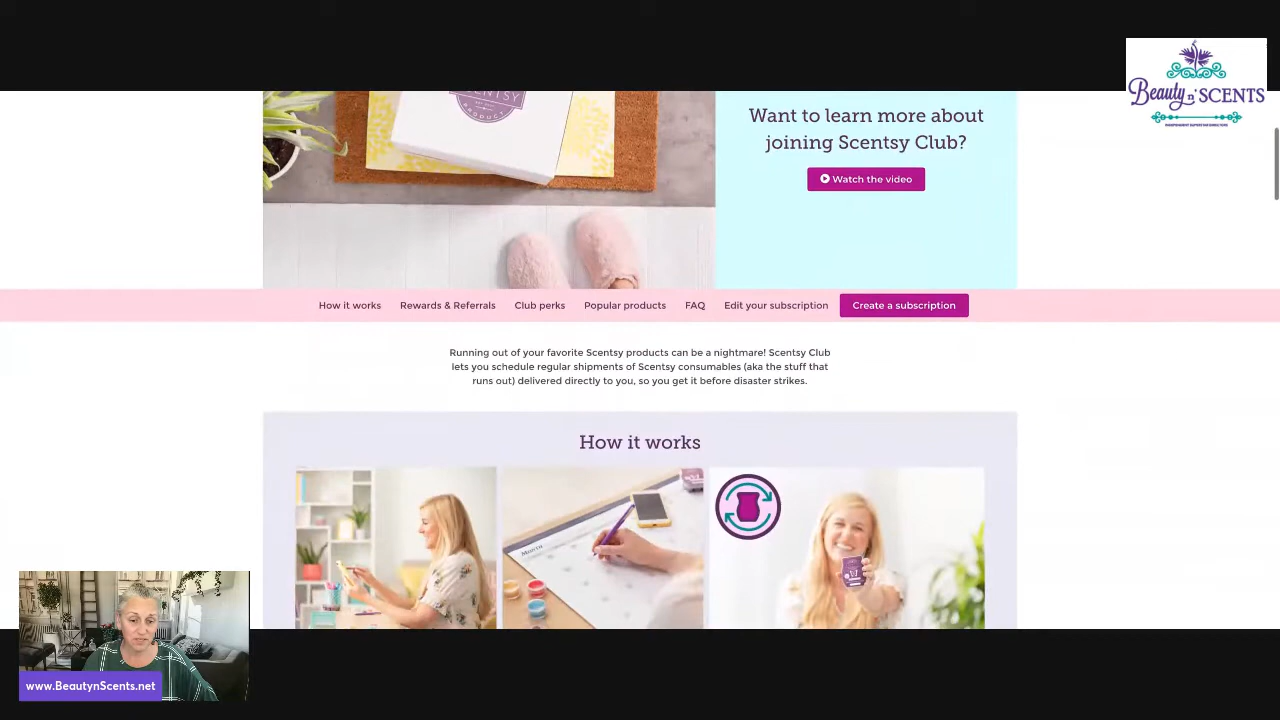 Beauty n' SCENTS
SCENTSY
PRODUCT
Want to learn more about
joining Scentsy Club?
Watch the video
How it works
Rewards & Referrals
Club perks
Popular products
FAQ
Edit your subscription
Create a subscription
Running out of your favorite Scentsy products can be a nightmare! Scentsy Club
lets you schedule regular shipments of Scentsy consumables (aka the stuff that
runs out) delivered directly to you, so you get it before disaster strikes.
How it works
www.BeautynScents.net